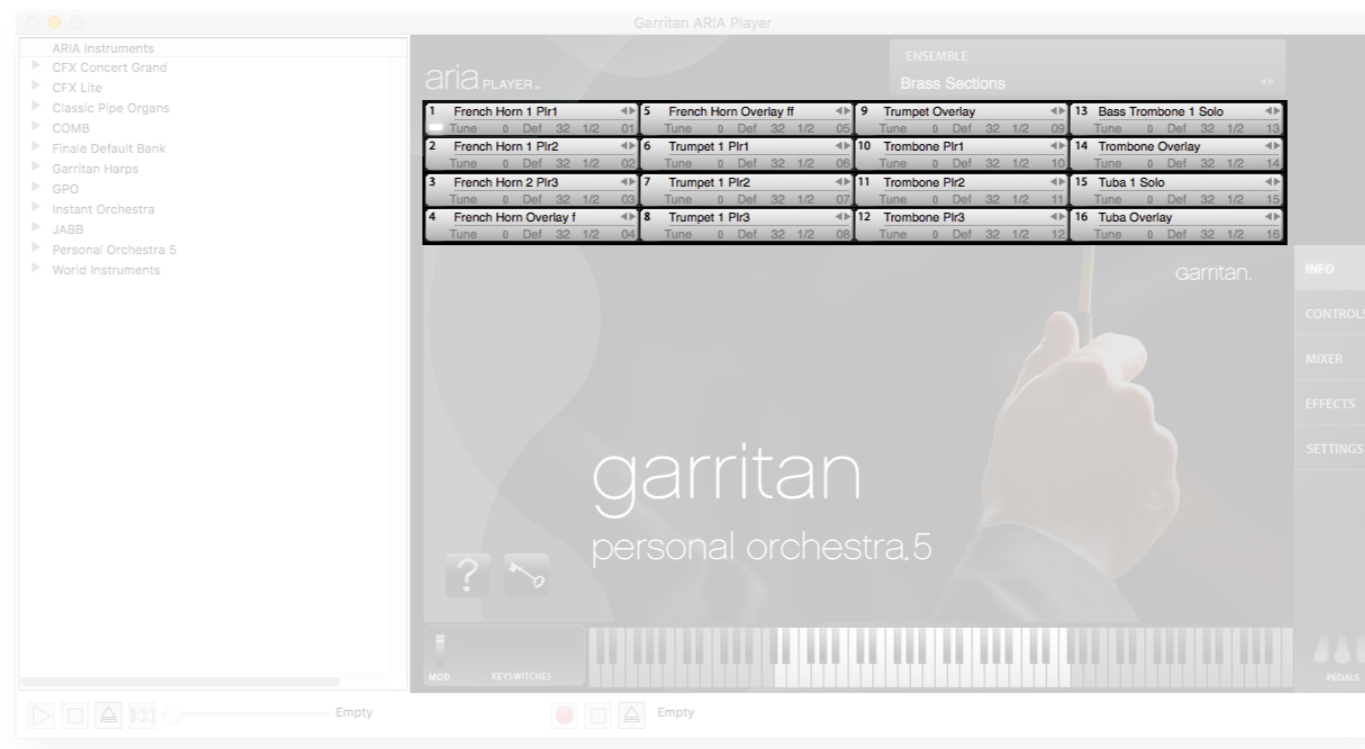 Garritan ARIA Player
ARIA Instruments
CFX Concert Grand
CFX Lite
Classic Pipe Organs
COMB
Finale Default Bank
Garritan Harps
GPO
Instant Orchestra
JABB
Personal Orchestra 5
World Instruments
aria PLAYER™
ENSEMBLE
Brass Sections
1 French Horn 1 Plr1 5 French Horn Overlay ff 9 Trumpet Overlay 13 Bass Trombone 1 Solo
Tune 0 Def 32 1/2 01 Tune 0 Def 32 1/2 05 Tune 0 Def 32 1/2 09 Tune 0 Def 32 1/2 13
2 French Horn 1 Plr2 6 Trumpet 1 Plr1 10 Trombone Plr1 14 Trombone Overlay
Tune 0 Def 32 1/2 02 Tune 0 Def 32 1/2 06 Tune 0 Def 32 1/2 10 Tune 0 Def 32 1/2 14
3 French Horn 2 Plr3 7 Trumpet 1 Plr2 11 Trombone Plr2 15 Tuba 1 Solo
Tune 0 Def 32 1/2 03 Tune 0 Def 32 1/2 07 Tune 0 Def 32 1/2 11 Tune 0 Def 32 1/2 15
4 French Horn Overlay f 8 Trumpet 1 Plr3 12 Trombone Plr3 16 Tuba Overlay
Tune 0 Def 32 1/2 04 Tune 0 Def 32 1/2 08 Tune 0 Def 32 1/2 12 Tune 0 Def 32 1/2 16
Garritan.
INFO
CONTROLS
MIXER
EFFECTS
SETTINGS
garritan
personal orchestra.5
?
MOD KEYSWITCHES
PEDALS
Empty
Empty